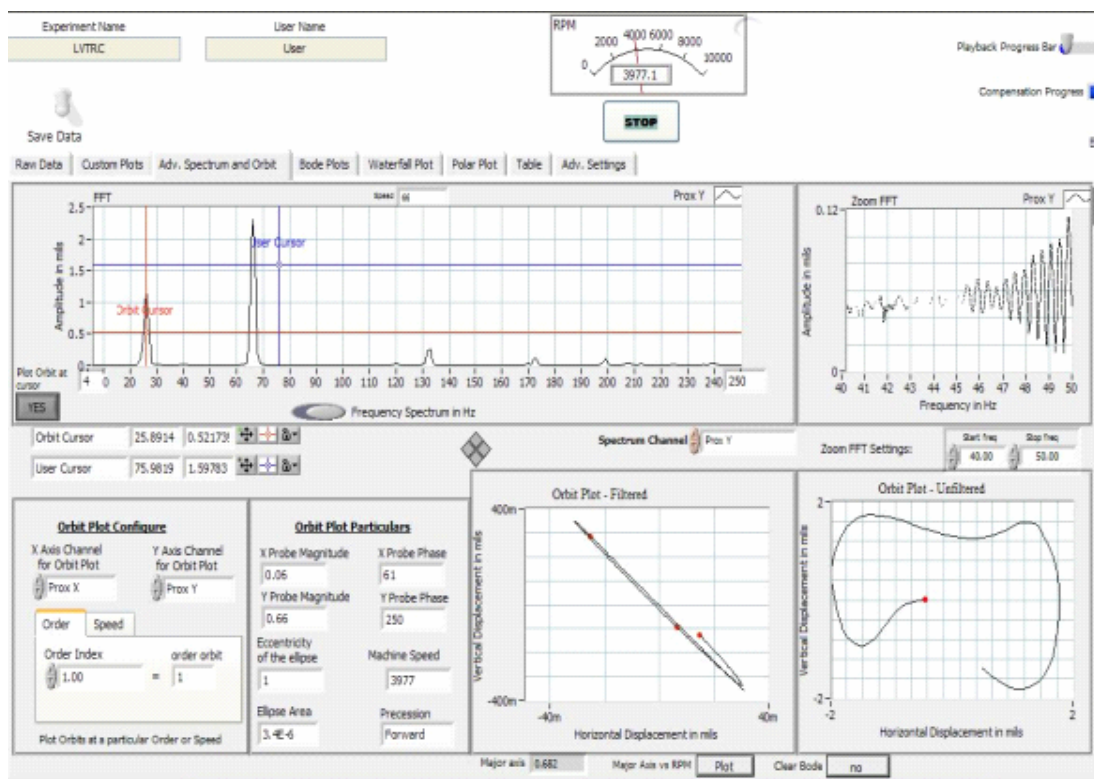 Experiment Name
LVTRC
User Name
User
RPM
0 2000 4000 6000 8000 10000
3977.1
STOP
Playback Progress Bar
Compensation Progress
Save Data
Raw Data Custom Plots Adv. Spectrum and Orbit Bode Plots Waterfall Plot Polar Plot Table Adv. Settings
FFT
Speed 66
Prox Y
Amplitude in mils
2.5
2
1.5
1
0.5
0
User Cursor
Orbit Cursor
4 0 20 30 40 50 60 70 80 90 100 110 120 130 140 150 160 170 180 190 200 210 220 230 240 250
Frequency Spectrum in Hz
Plot Orbit at
cursor
YES
Zoom FFT
Prox Y
0.12
0
Amplitude in mils
40 41 42 43 44 45 46 47 48 49 50
Frequency in Hz
Orbit Cursor 25.8914 0.52173
User Cursor 75.9819 1.59783
Spectrum Channel Prox Y
Zoom FFT Settings:
Start freq
40.00
Stop freq
50.00
Orbit Plot Configure
X Axis Channel
for Orbit Plot
Prox X
Y Axis Channel
for Orbit Plot
Prox Y
Order Speed
Order Index
1.00
=
order orbit
1
Plot Orbits at a particular Order or Speed
Orbit Plot Particulars
X Probe Magnitude
0.06
X Probe Phase
61
Y Probe Magnitude
0.66
Y Probe Phase
250
Eccentricity
of the ellipse
1
Machine Speed
3977
Ellipse Area
3.4E-6
Precession
Forward
Orbit Plot - Filtered
400m
-400m
Vertical Displacement in mils
-40m 40m
Horizontal Displacement in mils
Orbit Plot - Unfiltered
2
-2
Vertical Displacement in mils
-2 2
Horizontal Displacement in mils
Major axis 0.682
Major Axis vs RPM Plot
Clear Bode no